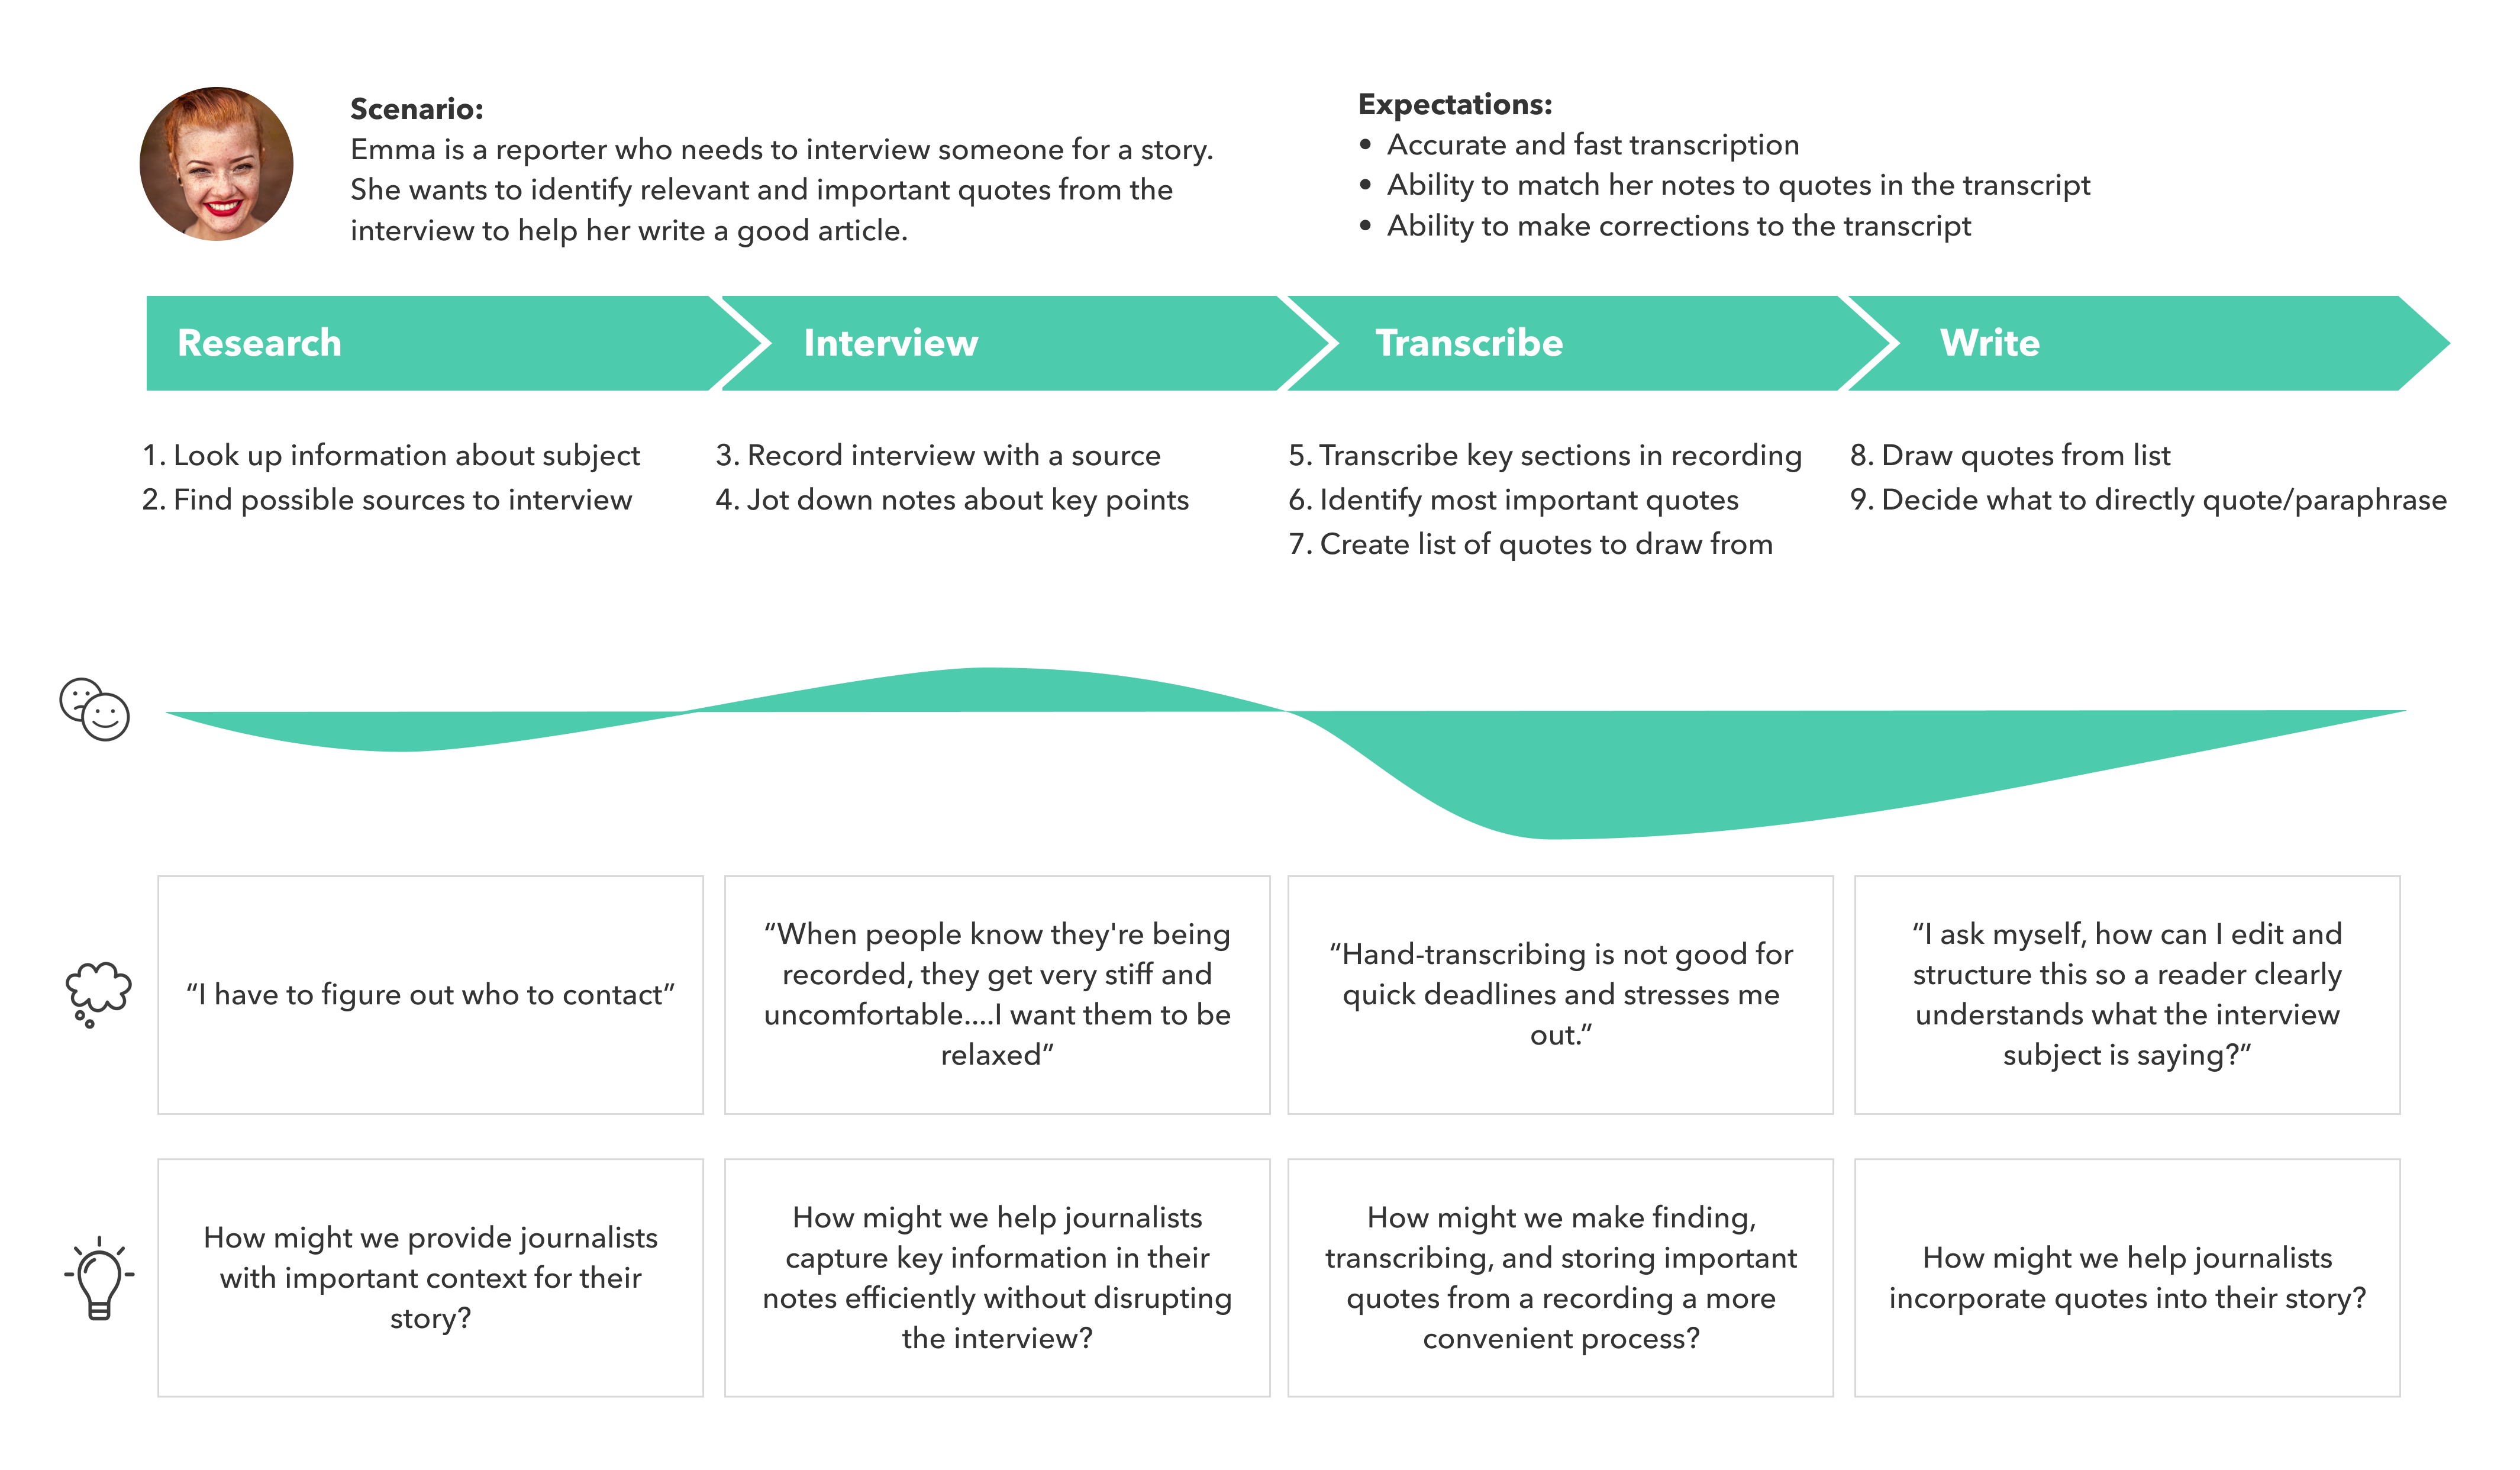 Scenario:
Emma is a reporter who needs to interview someone for a story.
She wants to identify relevant and important quotes from the
interview to help her write a good article.
Expectations:
• Accurate and fast transcription
• Ability to match her notes to quotes in the transcript
• Ability to make corrections to the transcript
Research
Interview
Transcribe
Write
1. Look up information about subject
2. Find possible sources to interview
3. Record interview with a source
4. Jot down notes about key points
5. Transcribe key sections in recording
6. Identify most important quotes
7. Create list of quotes to draw from
8. Draw quotes from list
9. Decide what to directly quote/paraphrase
“I have to figure out who to contact”
“When people know they're being
recorded, they get very stiff and
uncomfortable....I want them to be
relaxed”
“Hand-transcribing is not good for
quick deadlines and stresses me
out.”
“I ask myself, how can I edit and
structure this so a reader clearly
understands what the interview
subject is saying?”
How might we provide journalists
with important context for their
story?
How might we help journalists
capture key information in their
notes efficiently without disrupting
the interview?
How might we make finding,
transcribing, and storing important
quotes from a recording a more
convenient process?
How might we help journalists
incorporate quotes into their story?